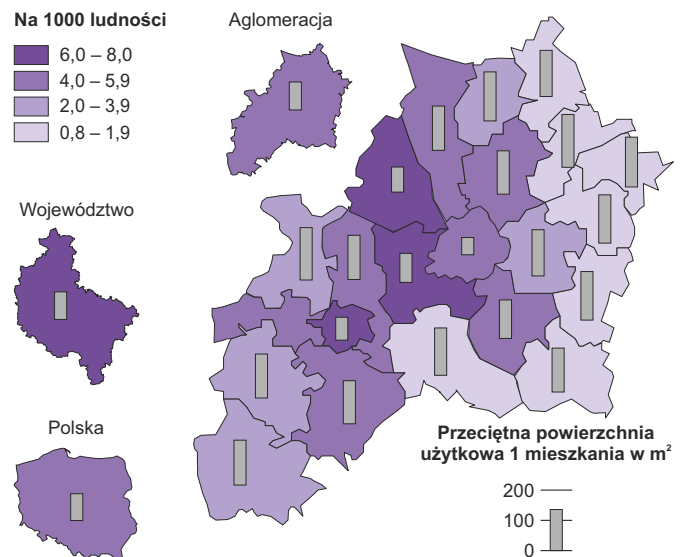 Na 1000 ludności
6,0 – 8,0
4,0 – 5,9
2,0 – 3,9
0,8 – 1,9
Aglomeracja
Województwo
Polska
Przeciętna powierzchnia
użytkowa 1 mieszkania w m²
200
100
0